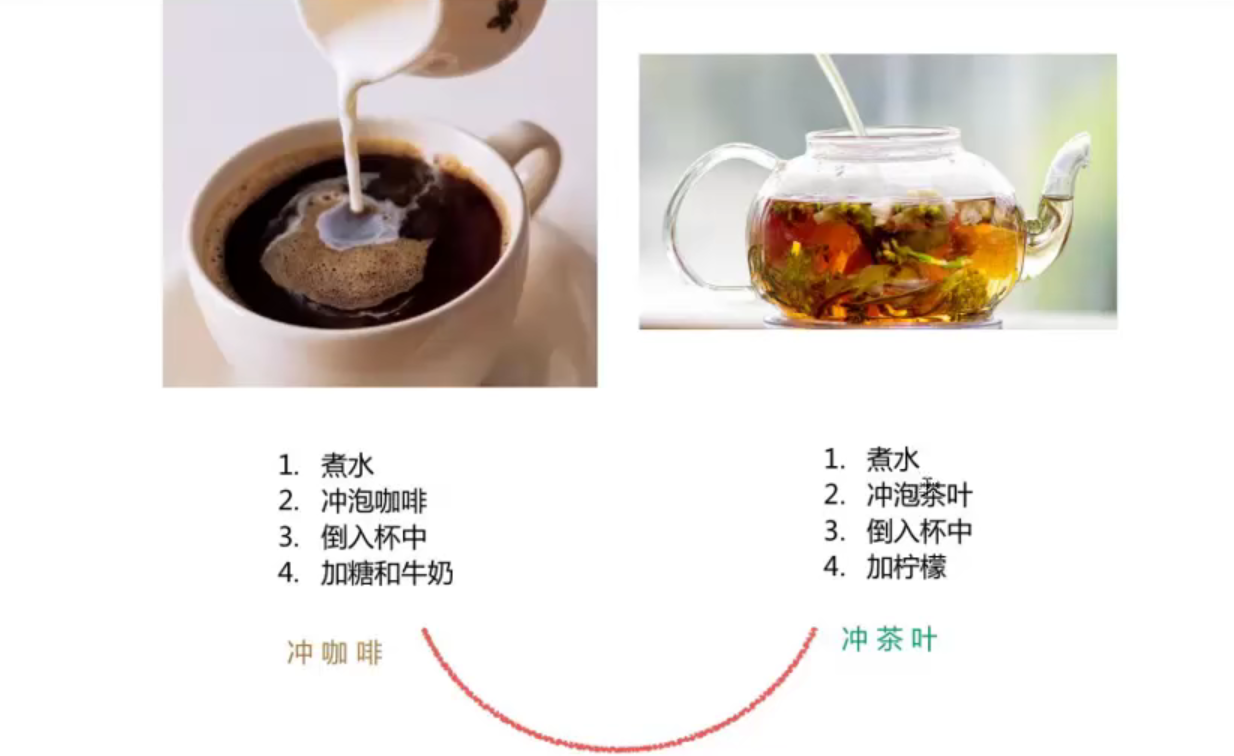 1. 煮水
2. 冲泡咖啡
3. 倒入杯中
4. 加糖和牛奶
冲咖啡
1. 煮水
2. 冲泡茶叶
3. 倒入杯中
4. 加柠檬
冲茶叶